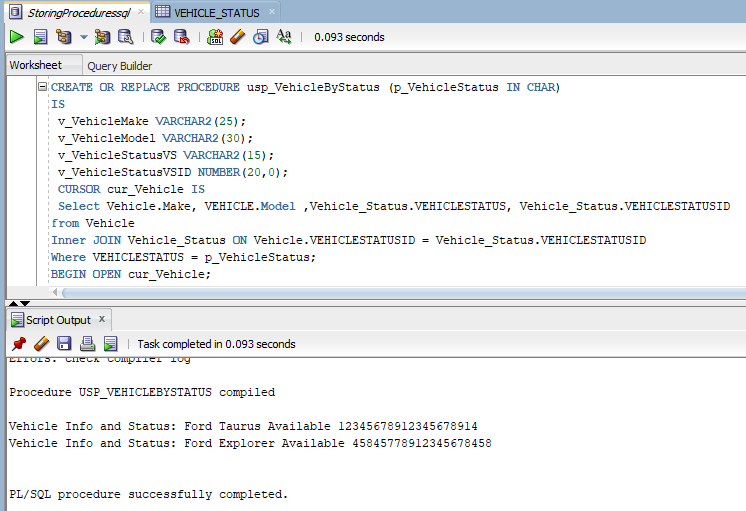 StoringProceduressql VEHICLE_STATUS
SQL Aa 0.093 seconds
Worksheet Query Builder
CREATE OR REPLACE PROCEDURE usp_VehicleByStatus (p_VehicleStatus IN CHAR)
IS
v_VehicleMake VARCHAR2(25);
v_VehicleModel VARCHAR2(30);
v_VehicleStatusVS VARCHAR2(15);
v_VehicleStatusVSID NUMBER(20,0);
CURSOR cur_Vehicle IS
Select Vehicle.Make, VEHICLE.Model ,Vehicle_Status.VEHICLESTATUS, Vehicle_Status.VEHICLESTATUSID
from Vehicle
Inner JOIN Vehicle_Status ON Vehicle.VEHICLESTATUSID = Vehicle_Status.VEHICLESTATUSID
Where VEHICLESTATUS = p_VehicleStatus;
BEGIN OPEN cur_Vehicle;
Script Output x
Task completed in 0.093 seconds
Errors: check compiler log
Procedure USP_VEHICLEBYSTATUS compiled
Vehicle Info and Status: Ford Taurus Available 12345678912345678914
Vehicle Info and Status: Ford Explorer Available 45845778912345678458
PL/SQL procedure successfully completed.